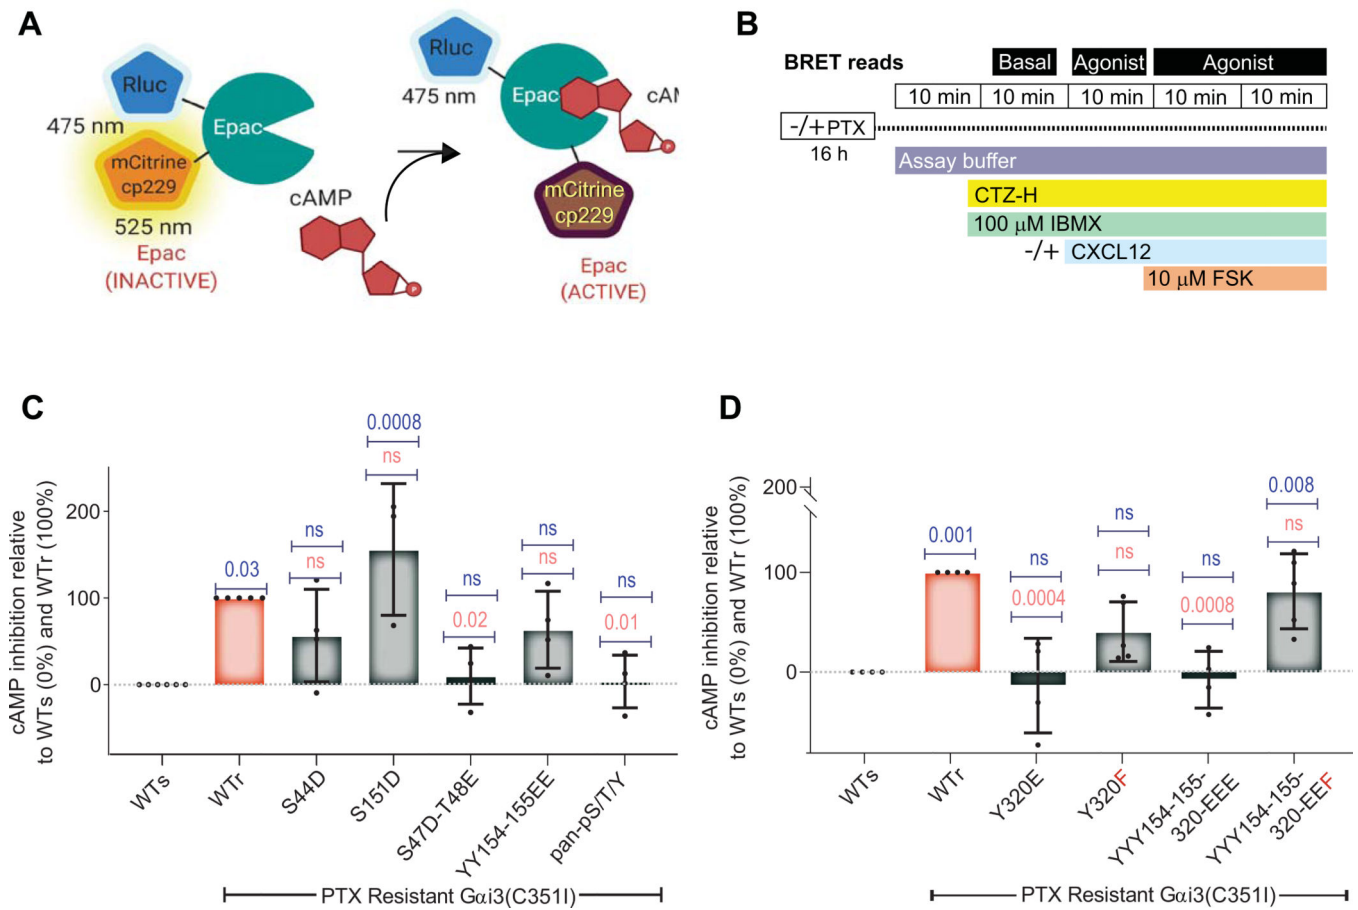 A
Rluc
475 nm
Epac
mCitrine
cp229
525 nm
Epac
(INACTIVE)
cAMP
P
Rluc
475 nm
Epac
cAM
P
mCitrine
cp229
Epac
(ACTIVE)
B
BRET reads
Basal
Agonist
Agonist
10 min
10 min
10 min
10 min
10 min
-/+ PTX
16 h
Assay buffer
CTZ-H
100 μM IBMX
-/+ CXCL12
10 μM FSK
C
cAMP inhibition relative
to WTs (0%) and WTr (100%)
200
100
0
0.03
ns
ns
0.0008
ns
ns
0.02
ns
ns
ns
0.01
WTs
WTr
S44D
S151D
S47D-T48E
YY154-155EE
pan-pS/T/Y
PTX Resistant Gαi3(C351I)
D
cAMP inhibition relative
to WTs (0%) and WTr (100%)
200
100
0
0.001
ns
0.0004
ns
ns
ns
0.0008
0.008
ns
WTs
WTr
Y320E
Y320F
YYY154-155-
320-EEE
YYY154-155-
320-EEF
PTX Resistant Gαi3(C351I)